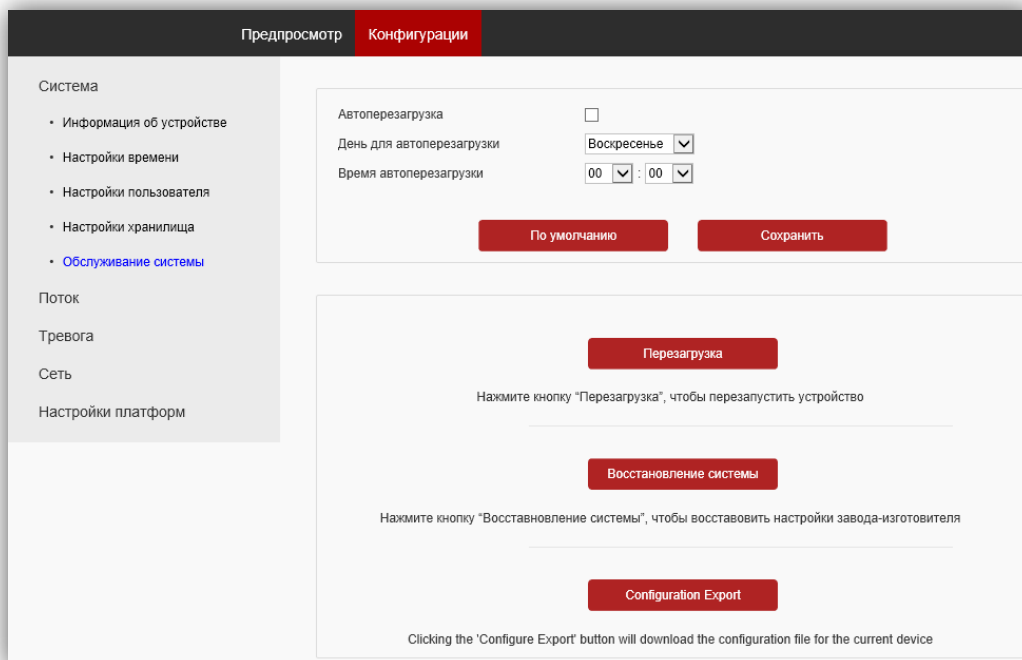 Предпросмотр Конфигурации
Система
• Информация об устройстве
• Настройки времени
• Настройки пользователя
• Настройки хранилища
• Обслуживание системы
Поток
Тревога
Сеть
Настройки платформ
Автоперезагрузка
День для автоперезагрузки Воскресенье
Время автоперезагрузки 00 : 00
По умолчанию Сохранить
Перезагрузка
Нажмите кнопку “Перезагрузка”, чтобы перезапустить устройство
Восстановление системы
Нажмите кнопку “Восставновление системы”, чтобы восставовить настройки завода-изготовителя
Configuration Export
Clicking the 'Configure Export' button will download the configuration file for the current device